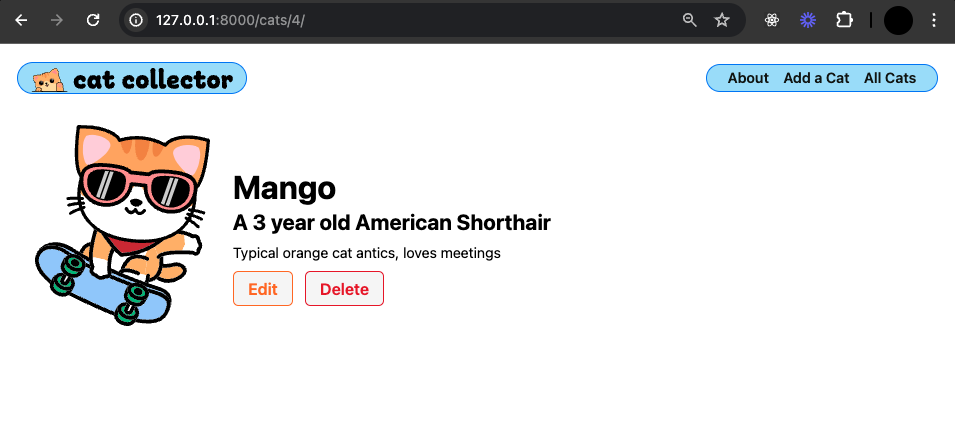 127.0.0.1:8000/cats/4/
cat collector
About Add a Cat All Cats
Mango
A 3 year old American Shorthair
Typical orange cat antics, loves meetings
Edit Delete